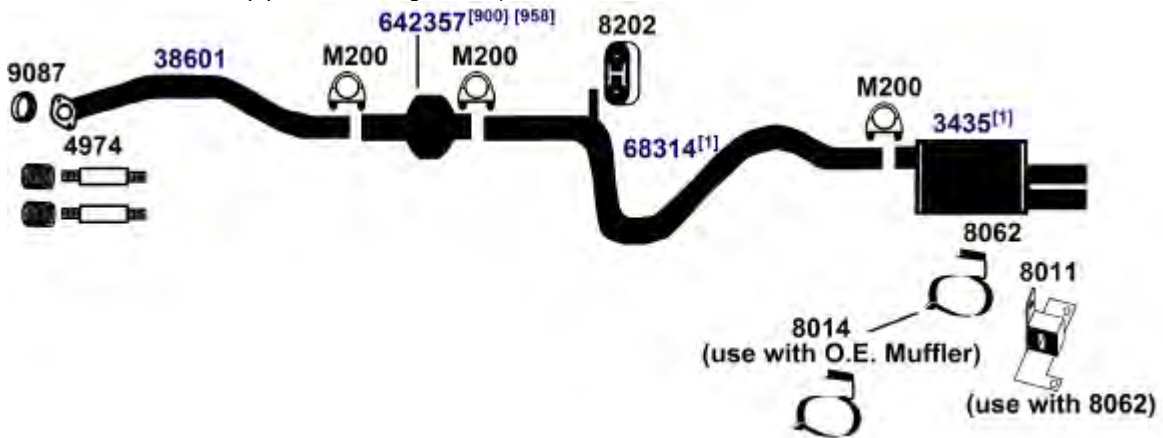 642357[900] [958]
8202
9087
38601
M200
M200
M200
3435[1]
4974
68314[1]
8062
8011
8014
(use with O.E. Muffler)
(use with 8062)